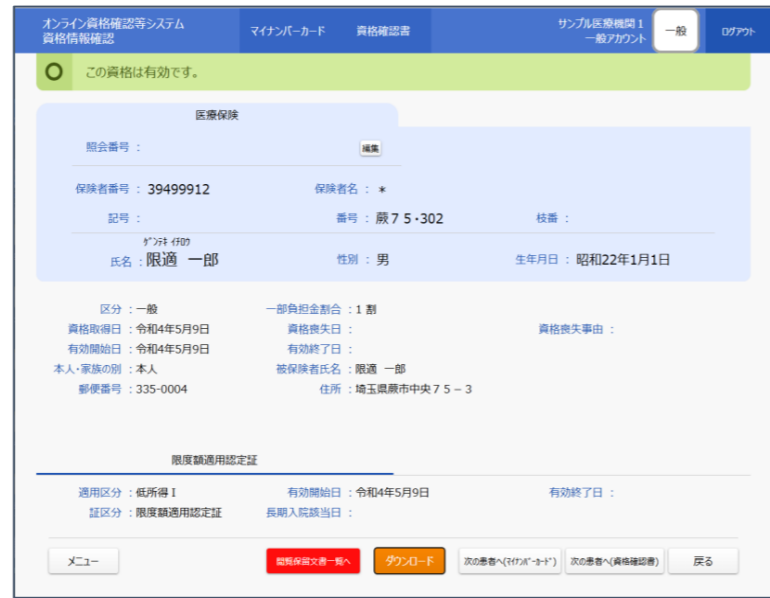 オンライン資格確認等システム
資格情報確認
マイナンバーカード 資格確認書
サンプル医療機関1
一般アカウント
一般
ログアウト
この資格は有効です。
医療保険
照会番号 : 編集
保険者番号 : 39499912 保険者名 : *
記号 : 番号 : 蕨75・302 枝番 :
ｹﾞﾝﾃｷ ｲﾁﾛｳ
氏名 : 限適 一郎 性別 : 男 生年月日 : 昭和22年1月1日
区分 : 一般 一部負担金割合 : 1 割
資格取得日 : 令和4年5月9日 資格喪失日 : 資格喪失事由 :
有効開始日 : 令和4年5月9日 有効終了日 :
本人・家族の別 : 本人 被保険者氏名 : 限適 一郎
郵便番号 : 335-0004 住所 : 埼玉県蕨市中央75－3
限度額適用認定証
適用区分 : 低所得Ⅰ 有効開始日 : 令和4年5月9日 有効終了日 :
証区分 : 限度額適用認定証 長期入院該当日 :
メニュー 閲覧保留文書一覧へ ダウンロード 次の患者へ(ﾏｲﾅﾝﾊﾞｰｶｰﾄﾞ) 次の患者へ(資格確認書) 戻る